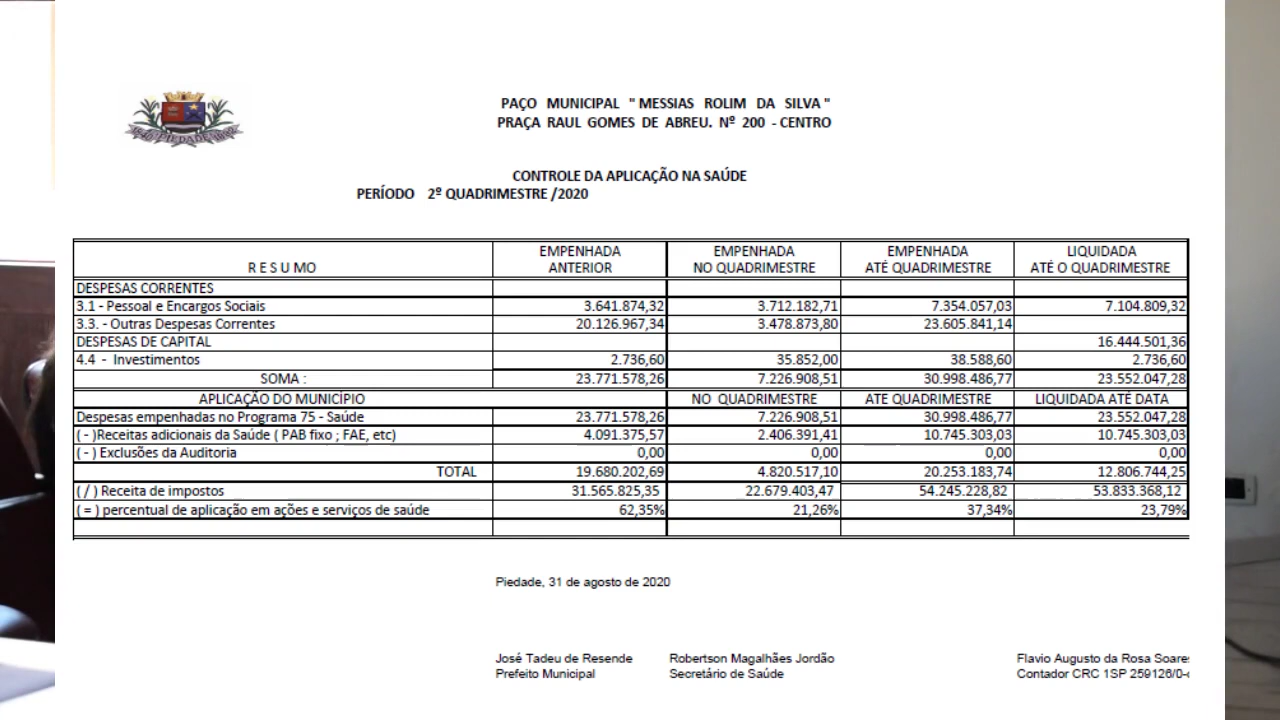 PIEDADE
PAÇO MUNICIPAL " MESSIAS ROLIM DA SILVA "
PRAÇA RAUL GOMES DE ABREU. Nº 200 - CENTRO
CONTROLE DA APLICAÇÃO NA SAÚDE
PERÍODO 2º QUADRIMESTRE /2020
R E S U M O EMPENHADA ANTERIOR EMPENHADA NO QUADRIMESTRE EMPENHADA ATÉ QUADRIMESTRE LIQUIDADA ATÉ O QUADRIMESTRE
DESPESAS CORRENTES
3.1 - Pessoal e Encargos Sociais 3.641.874,32 3.712.182,71 7.354.057,03 7.104.809,32
3.3. - Outras Despesas Correntes 20.126.967,34 3.478.873,80 23.605.841,14
DESPESAS DE CAPITAL 16.444.501,36
4.4 - Investimentos 2.736,60 35.852,00 38.588,60 2.736,60
SOMA : 23.771.578,26 7.226.908,51 30.998.486,77 23.552.047,28
APLICAÇÃO DO MUNICÍPIO NO QUADRIMESTRE ATE QUADRIMESTRE LIQUIDADA ATÉ DATA
Despesas empenhadas no Programa 75 - Saúde 23.771.578,26 7.226.908,51 30.998.486,77 23.552.047,28
( - )Receitas adicionais da Saúde ( PAB fixo ; FAE, etc) 4.091.375,57 2.406.391,41 10.745.303,03 10.745.303,03
( - ) Exclusões da Auditoria 0,00 0,00 0,00 0,00
TOTAL 19.680.202,69 4.820.517,10 20.253.183,74 12.806.744,25
( / ) Receita de impostos 31.565.825,35 22.679.403,47 54.245.228,82 53.833.368,12
( = ) percentual de aplicação em ações e serviços de saúde 62,35% 21,26% 37,34% 23,79%
Piedade, 31 de agosto de 2020
José Tadeu de Resende Robertson Magalhães Jordão Flavio Augusto da Rosa Soares
Prefeito Municipal Secretário de Saúde Contador CRC 1SP 259126/0-